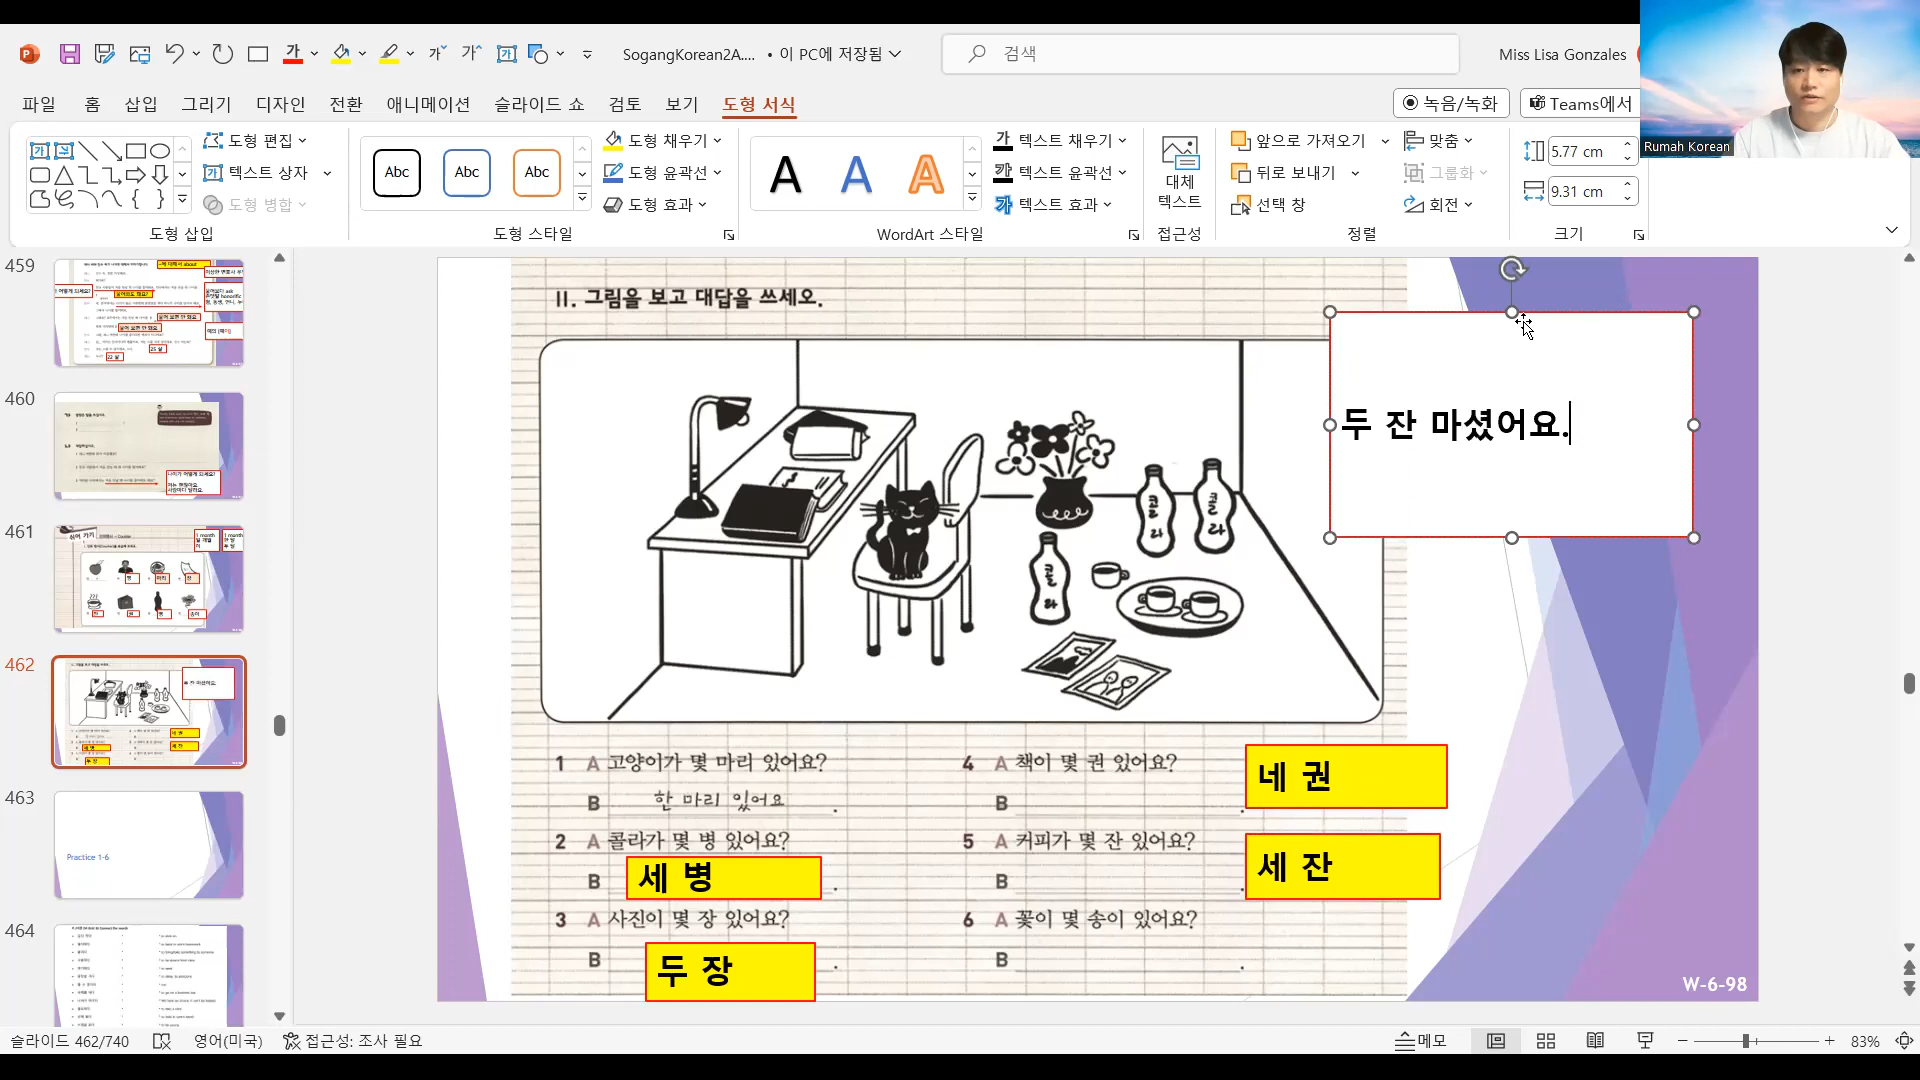 SogangKorean2A.... • 이 PC에 저장됨
검색
Miss Lisa Gonzales
Rumah Korean
파일 홈 삽입 그리기 디자인 전환 애니메이션 슬라이드 쇼 검토 보기 도형 서식
녹음/녹화 Teams에서
도형 편집
텍스트 상자
도형 병합
도형 삽입
Abc Abc Abc
도형 채우기
도형 윤곽선
도형 효과
도형 스타일
A A A
텍스트 채우기
텍스트 윤곽선
텍스트 효과
WordArt 스타일
대체
텍스트
접근성
앞으로 가져오기
뒤로 보내기
선택 창
맞춤
그룹화
회전
정렬
5.77 cm
9.31 cm
크기
459
460
461
462
463
Practice 1-6
464
II. 그림을 보고 대답을 쓰세오.
두 잔 마셨어요.
콜라
콜라
콜라
1 A 고양이가 몇 마리 있어요?
B 한 마리 있어요.
2 A 콜라가 몇 병 있어요?
B 세 병.
3 A 사진이 몇 장 있어요?
B 두 장.
4 A 책이 몇 권 있어요?
B 네 권.
5 A 커피가 몇 잔 있어요?
B 세 잔.
6 A 꽃이 몇 송이 있어요?
B .
W-6-98
슬라이드 462/740 영어(미국) 접근성: 조사 필요
메모
83%